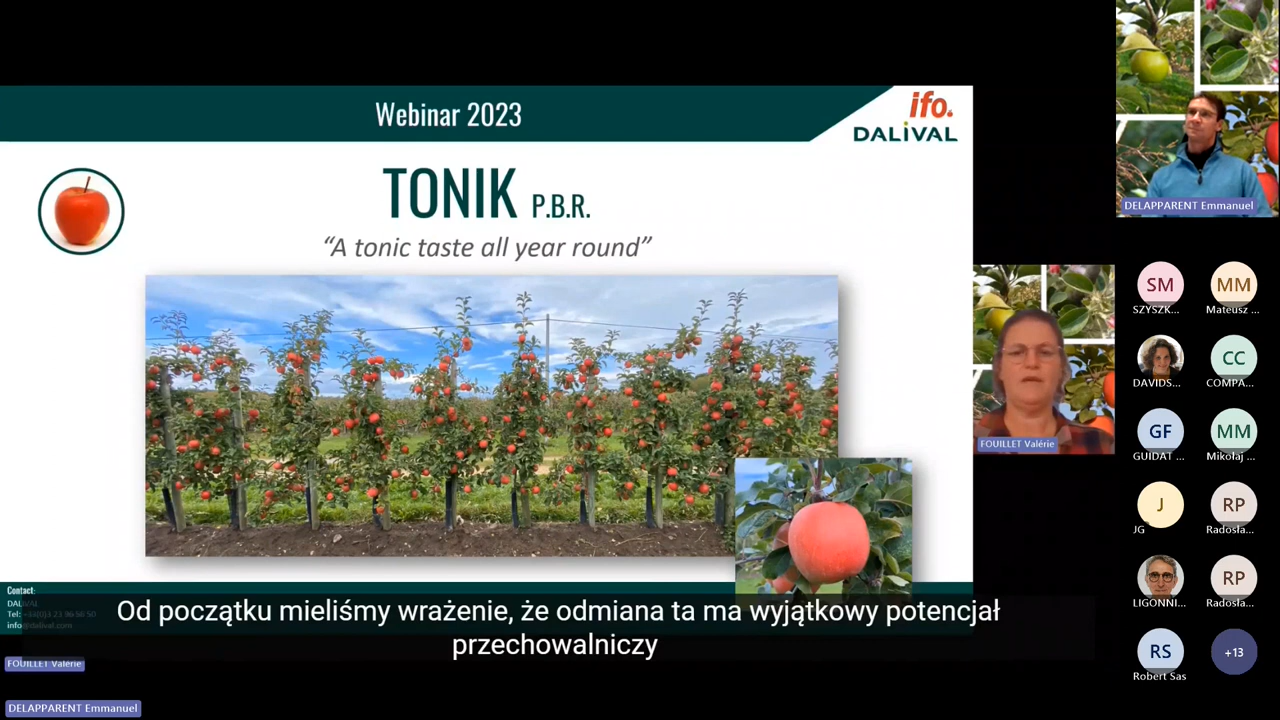 Webinar 2023
ifo.
DALiVAL
TONIK P.B.R.
“A tonic taste all year round”
DELAPPARENT Emmanuel
FOUILLET Valérie
SM
SZYSZK...
MM
Mateusz ...
DAVIDS...
CC
COMPA...
GF
GUIDAT ...
MM
Mikołaj ...
J
JG
RP
Radosła...
LIGONNI...
RP
Radosła...
RS
Robert Sas
+13
Contact:
Od początku mieliśmy wrażenie, że odmiana ta ma wyjątkowy potencjał
przechowalniczy
FOUILLET Valérie
DELAPPARENT Emmanuel